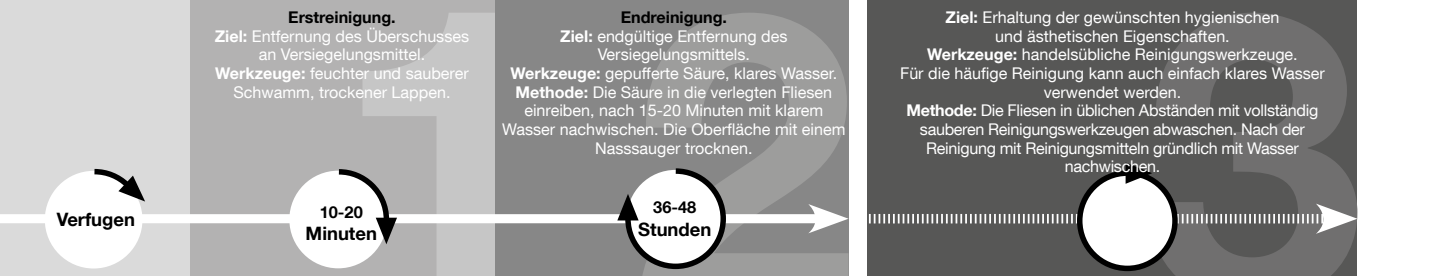 Verfugen
1
Erstreinigung.
Ziel: Entfernung des Überschusses
an Versiegelungsmittel.
Werkzeuge: feuchter und sauberer
Schwamm, trockener Lappen.
10-20
Minuten
2
Endreinigung.
Ziel: endgültige Entfernung des
Versiegelungsmittels.
Werkzeuge: gepufferte Säure, klares Wasser.
Methode: Die Säure in die verlegten Fliesen
einreiben, nach 15-20 Minuten mit klarem
Wasser nachwischen. Die Oberfläche mit einem
Nasssauger trocknen.
36-48
Stunden
3
Ziel: Erhaltung der gewünschten hygienischen
und ästhetischen Eigenschaften.
Werkzeuge: handelsübliche Reinigungswerkzeuge.
Für die häufige Reinigung kann auch einfach klares Wasser
verwendet werden.
Methode: Die Fliesen in üblichen Abständen mit vollständig
sauberen Reinigungswerkzeugen abwaschen. Nach der
Reinigung mit Reinigungsmitteln gründlich mit Wasser
nachwischen.